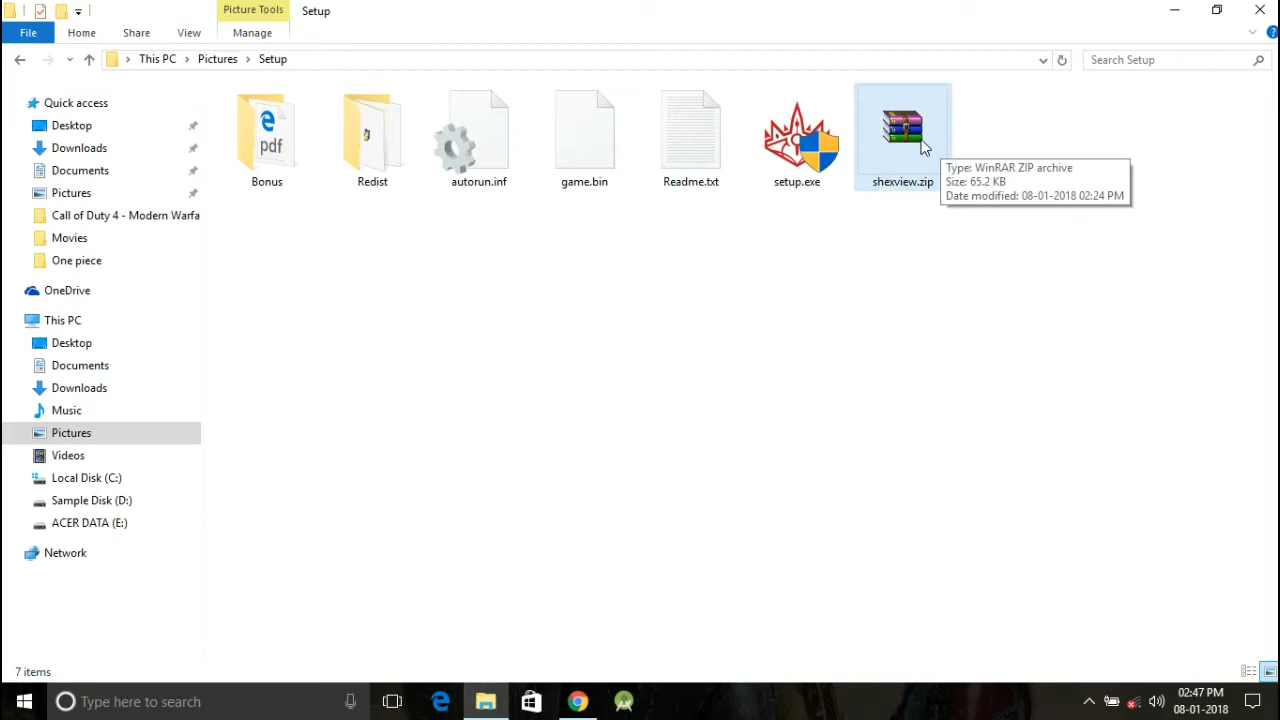 Picture Tools
Setup
File
Home
Share
View
Manage
This PC
Pictures
Setup
Search Setup
Quick access
Desktop
Downloads
Documents
Pictures
Call of Duty 4 - Modern Warfa
Movies
One piece
OneDrive
This PC
Desktop
Documents
Downloads
Music
Pictures
Videos
Local Disk (C:)
Sample Disk (D:)
ACER DATA (E:)
Network
pdf
Bonus
Redist
autorun.inf
game.bin
Readme.txt
setup.exe
shexview.zip
Type: WinRAR ZIP archive
Size: 65.2 KB
Date modified: 08-01-2018 02:24 PM
7 items
Type here to search
02:47 PM
08-01-2018